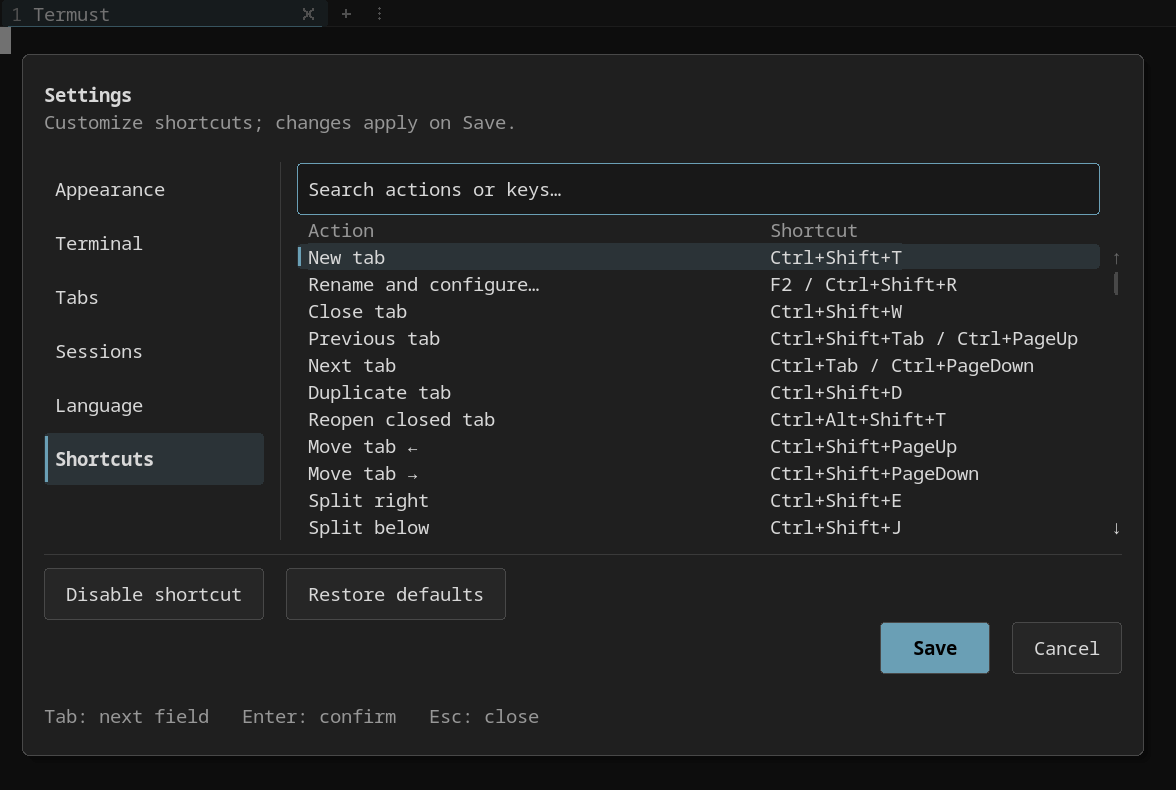 1 Termust + ⋮
Settings
Customize shortcuts; changes apply on Save.
Appearance
Terminal
Tabs
Sessions
Language
Shortcuts
Search actions or keys…
Action Shortcut
New tab Ctrl+Shift+T ↑
Rename and configure… F2 / Ctrl+Shift+R
Close tab Ctrl+Shift+W
Previous tab Ctrl+Shift+Tab / Ctrl+PageUp
Next tab Ctrl+Tab / Ctrl+PageDown
Duplicate tab Ctrl+Shift+D
Reopen closed tab Ctrl+Alt+Shift+T
Move tab ← Ctrl+Shift+PageUp
Move tab → Ctrl+Shift+PageDown
Split right Ctrl+Shift+E
Split below Ctrl+Shift+J ↓
Disable shortcut Restore defaults
Save Cancel
Tab: next field Enter: confirm Esc: close